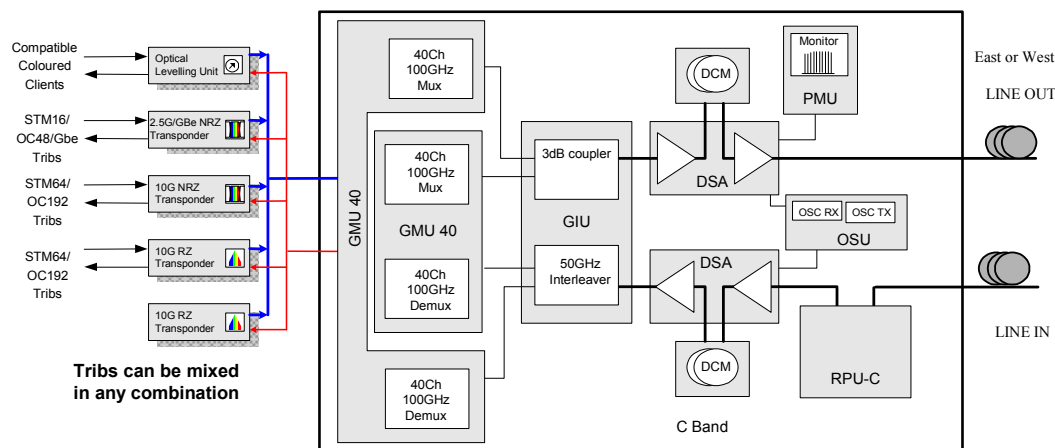 Compatible
Coloured
Clients
Optical
Levelling Unit
STM16/
OC48/Gbe
Tribs
2.5G/GBe NRZ
Transponder
STM64/
OC192
Tribs
10G NRZ
Transponder
STM64/
OC192
Tribs
10G RZ
Transponder
10G RZ
Transponder
Tribs can be mixed
in any combination
GMU 40
40Ch
100GHz
Mux
40Ch
100GHz
Mux
GMU 40
40Ch
100GHz
Demux
40Ch
100GHz
Demux
3dB coupler
GIU
50GHz
Interleaver
DCM
DSA
Monitor
PMU
OSC RX
OSC TX
OSU
DSA
DCM
RPU-C
C Band
East or West
LINE OUT
LINE IN